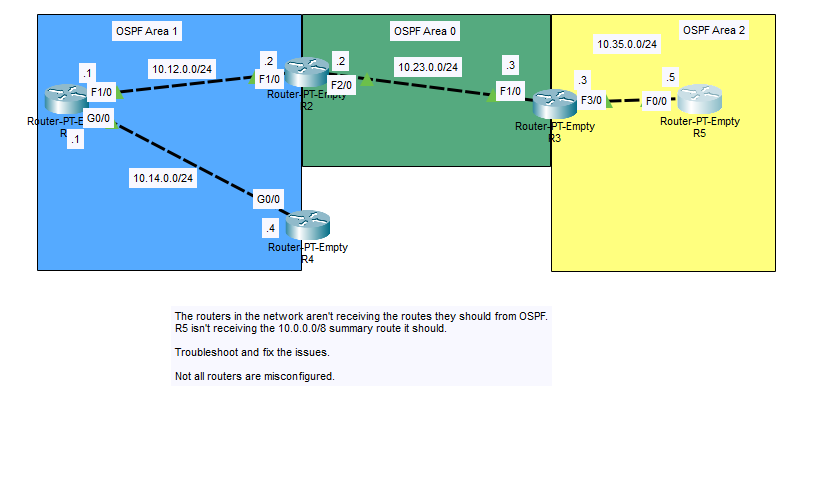 OSPF Area 1
OSPF Area 0
OSPF Area 2
10.35.0.0/24
.1
10.12.0.0/24
.2
.2
10.23.0.0/24
.3
.3
.5
F1/0
F1/0
F2/0
F1/0
F3/0
F0/0
Router-PT-Empty
R2
Router-PT-E
R
G0/0
.1
Router-PT-Empty
R3
Router-PT-Empty
R5
10.14.0.0/24
G0/0
.4
Router-PT-Empty
R4
The routers in the network aren't receiving the routes they should from OSPF.
R5 isn't receiving the 10.0.0.0/8 summary route it should.
Troubleshoot and fix the issues.
Not all routers are misconfigured.